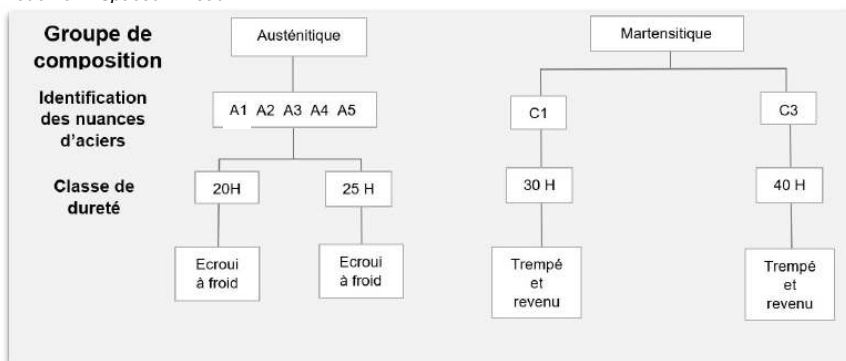 Groupe de
composition
Austénitique
Martensitique
Identification
des nuances
d'aciers
A1 A2 A3 A4 A5
C1
C3
Classe de
dureté
20H
25 H
30 H
40 H
Ecroui
à froid
Ecroui
à froid
Trempé
et
revenu
Trempé
et
revenu